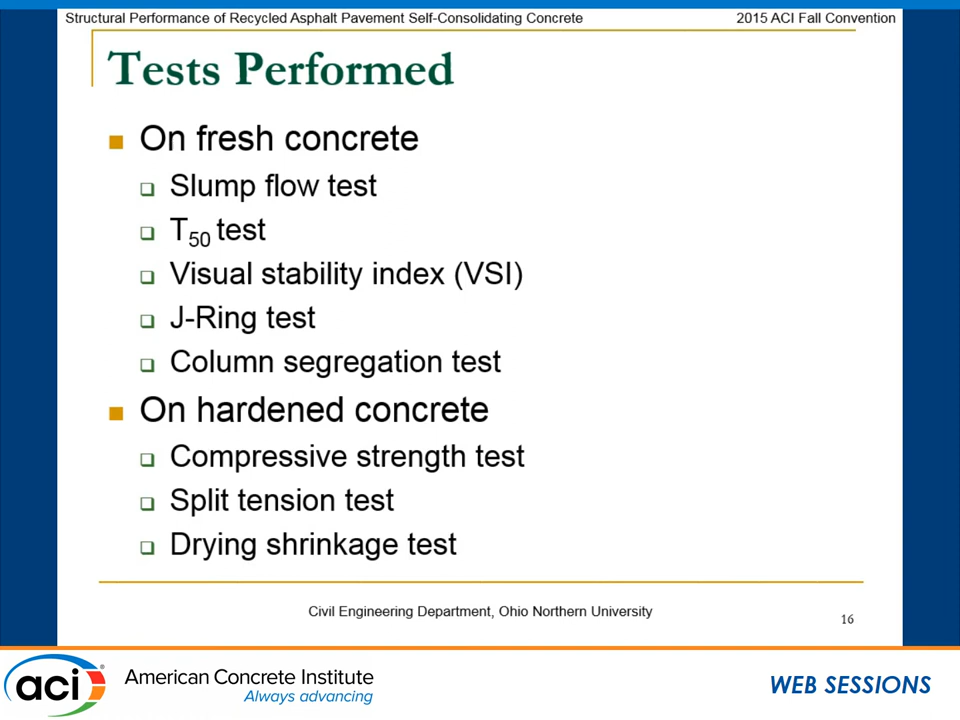 Structural Performance of Recycled Asphalt Pavement Self-Consolidating Concrete 2015 ACI Fall Convention
Tests Performed
On fresh concrete
Slump flow test
T50 test
Visual stability index (VSI)
J-Ring test
Column segregation test
On hardened concrete
Compressive strength test
Split tension test
Drying shrinkage test
Civil Engineering Department, Ohio Northern University
16
aci® American Concrete Institute
Always advancing
WEB SESSIONS